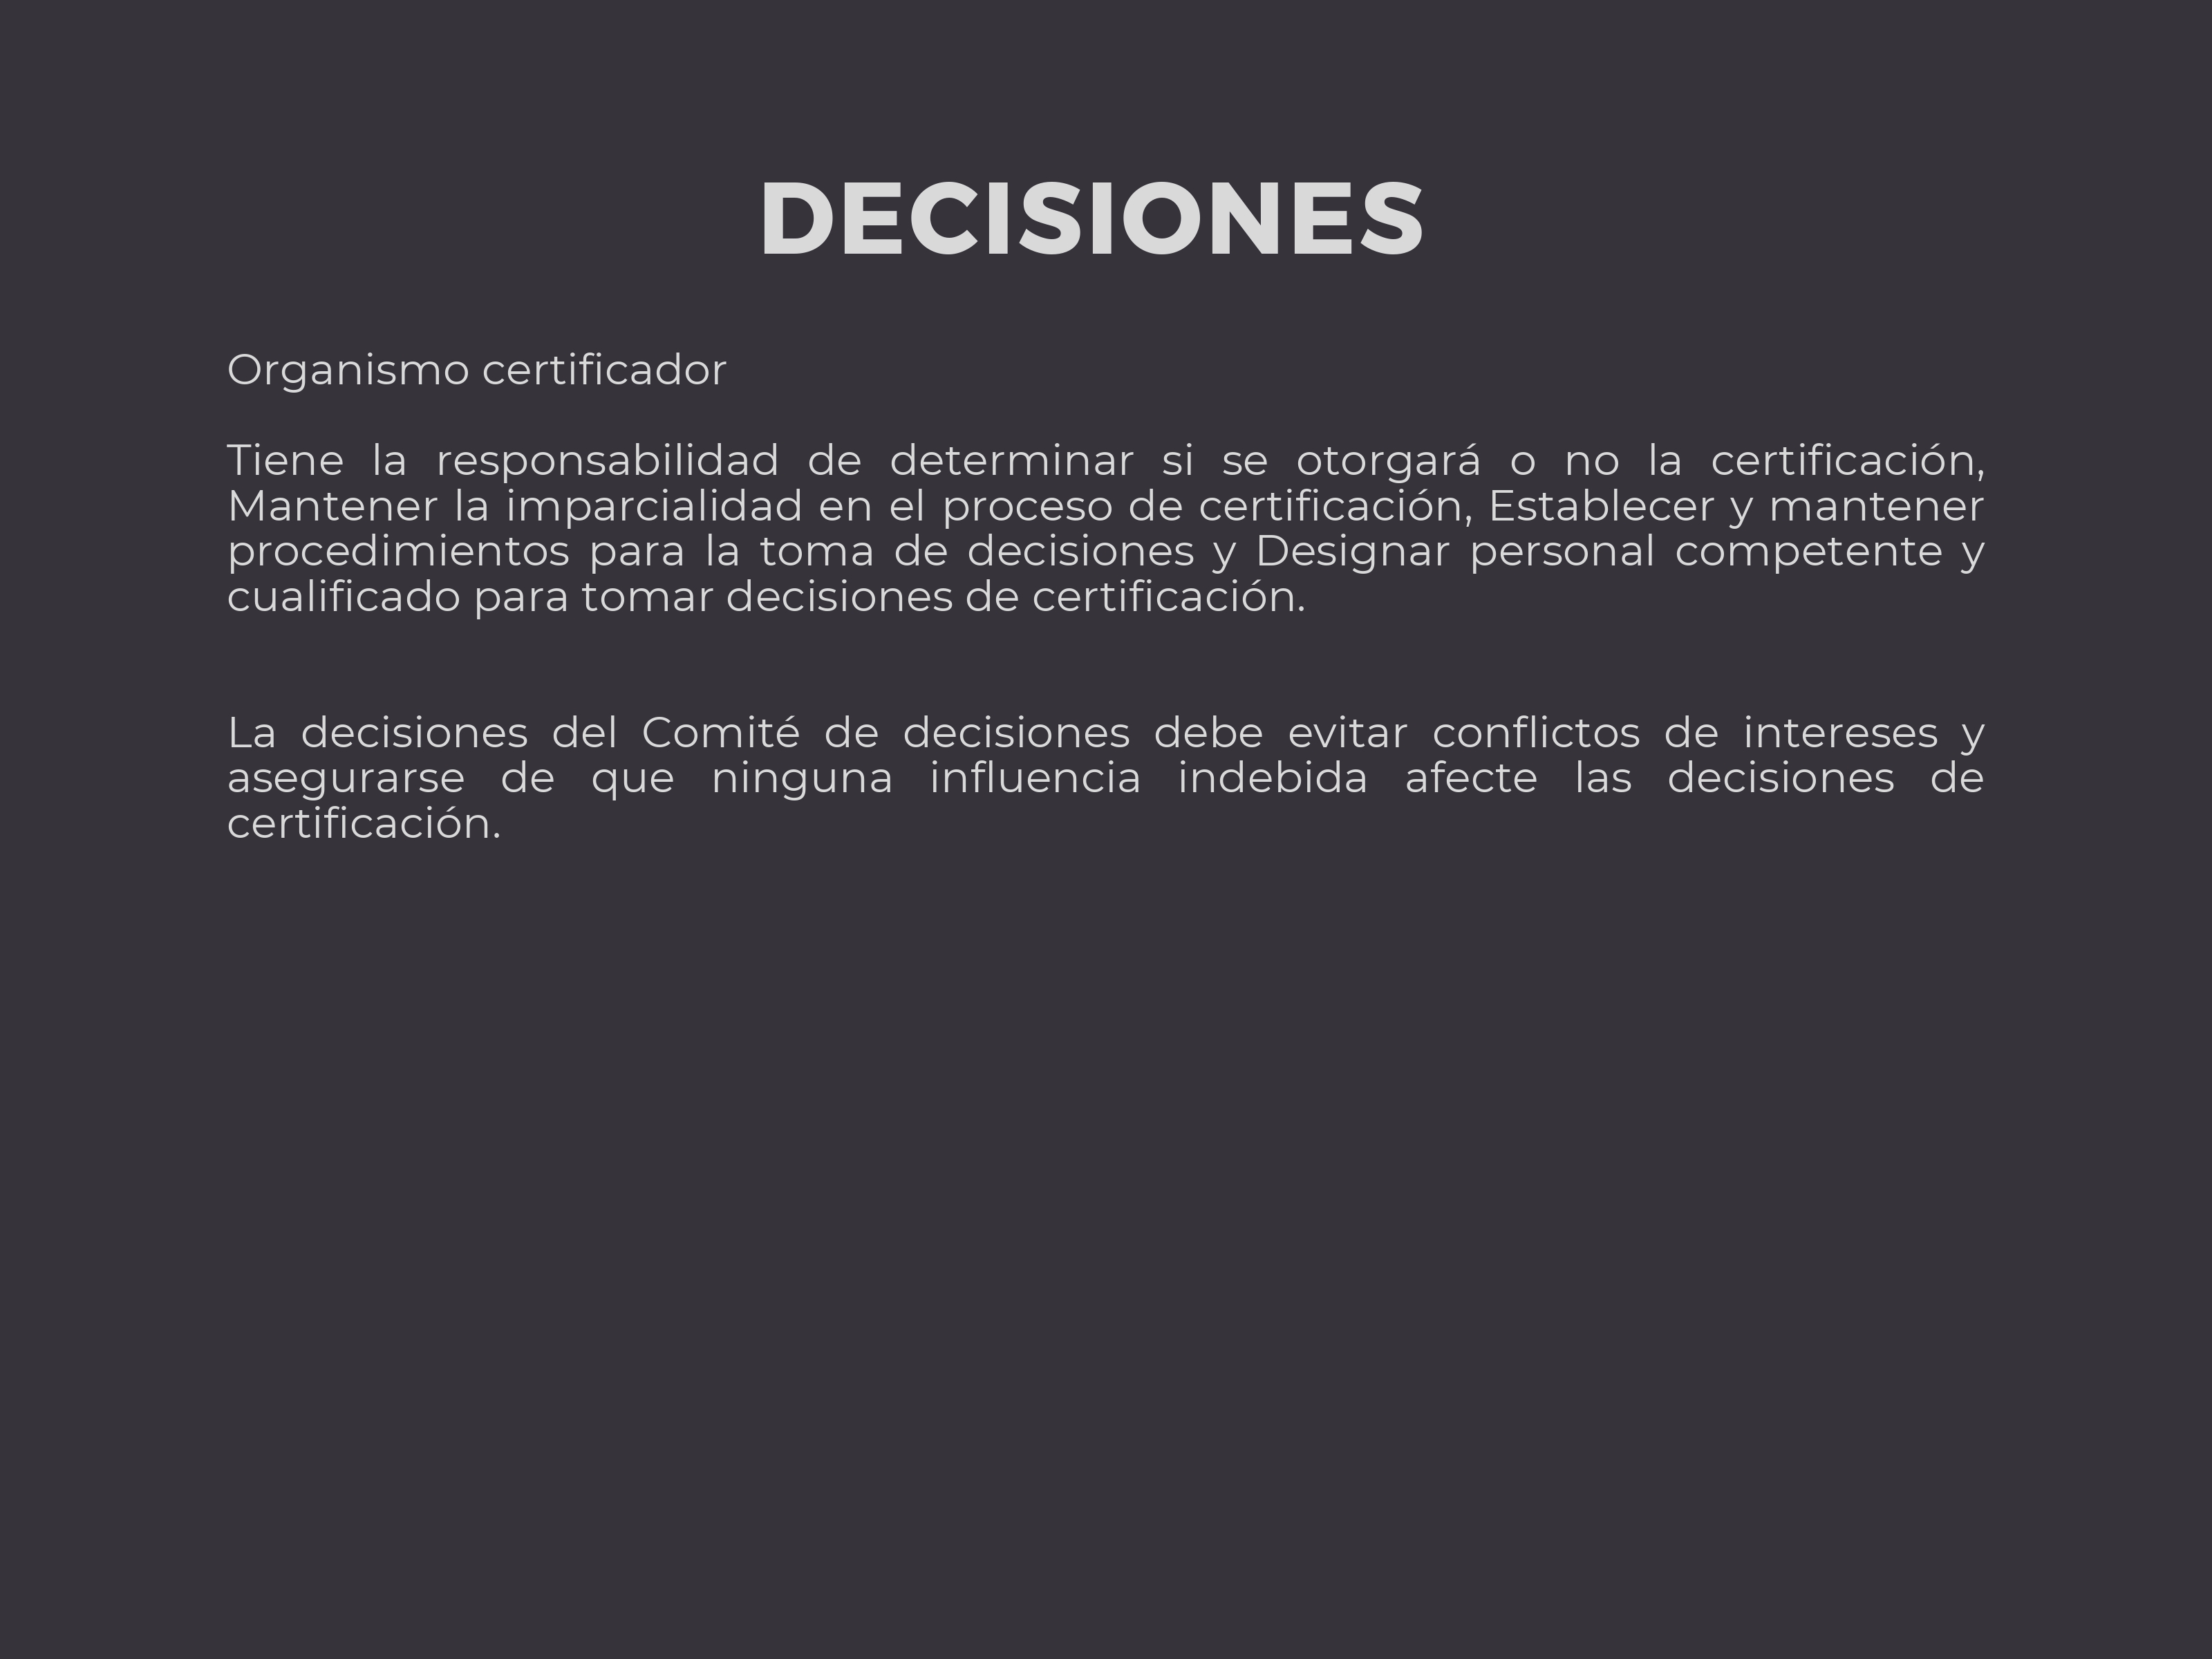 DECISIONES
Organismo certificador
Tiene la responsabilidad de determinar si se otorgará o no la certificación,
Mantener la imparcialidad en el proceso de certificación, Establecer y mantener
procedimientos para la toma de decisiones y Designar personal competente y
cualificado para tomar decisiones de certificación.
La decisiones del Comité de decisiones debe evitar conflictos de intereses y
asegurarse de que ninguna influencia indebida afecte las decisiones de
certificación.